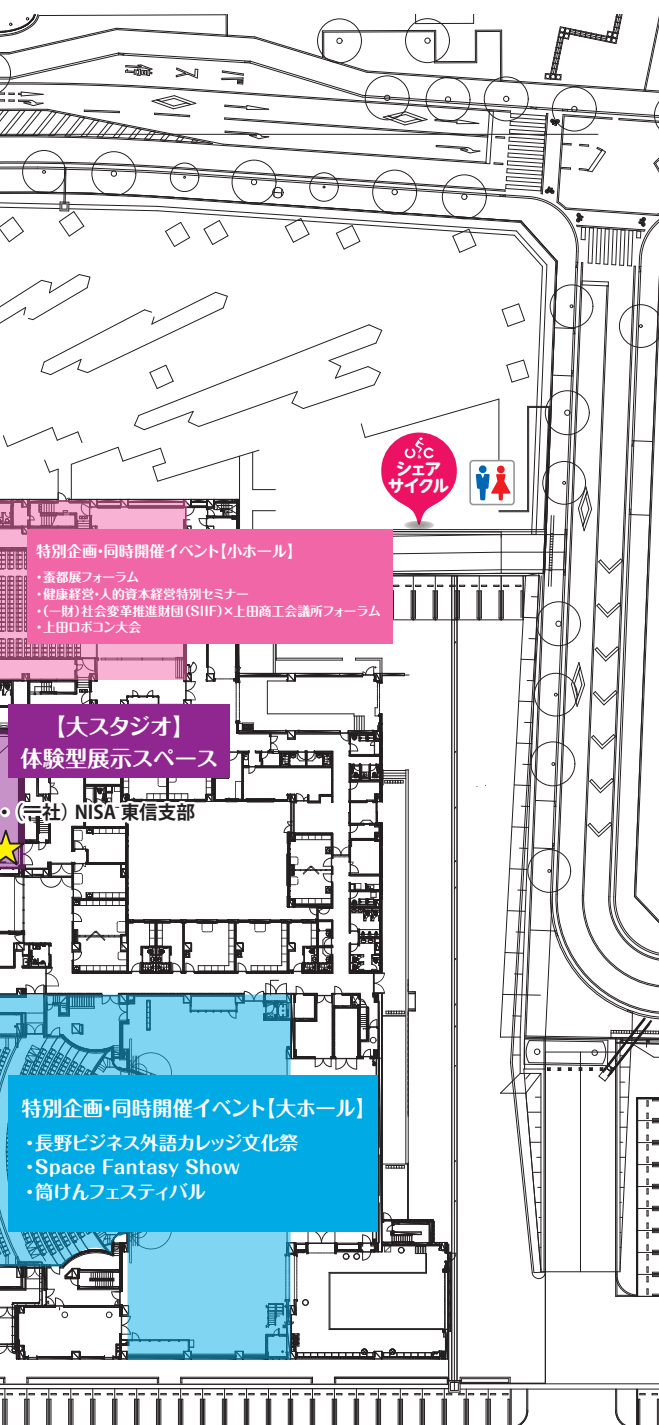 シェア
サイクル
特別企画・同時開催イベント【小ホール】
・蚕都展フォーラム
・健康経営・人的資本経営特別セミナー
・(一財)社会変革推進財団(SIIF)×上田商工会議所フォーラム
・上田ロボコン大会
【大スタジオ】
体験型展示スペース
・(一社) NISA 東信支部
特別企画・同時開催イベント【大ホール】
・長野ビジネス外語カレッジ文化祭
・Space Fantasy Show
・筒けんフェスティバル